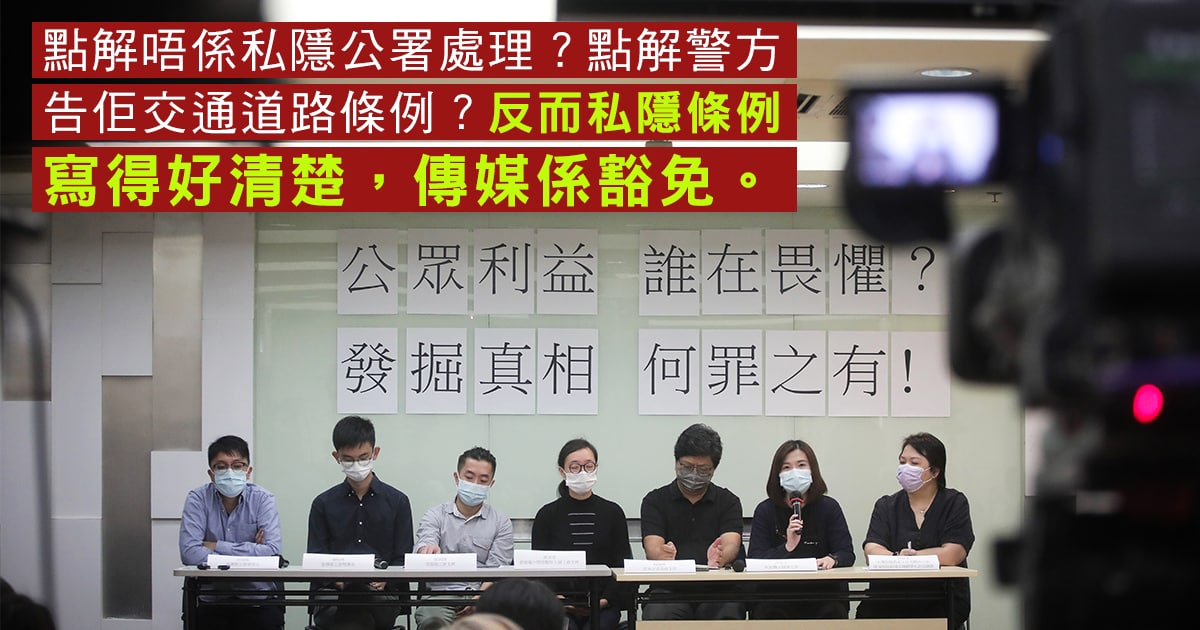 點解唔係私隱公署處理？點解警方
告佢交通道路條例？反而私隱條例
寫得好清楚，傳媒係豁免。
公眾利益 誰在畏懼？
發掘真相 何罪之有！